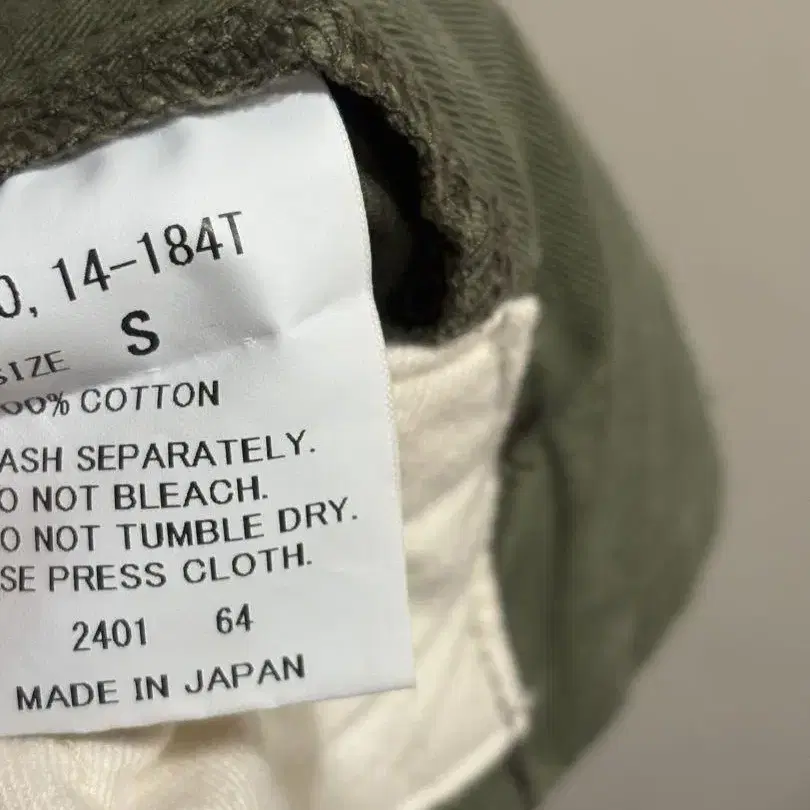 O, 14-184T
SIZE S
00% COTTON
ASH SEPARATELY.
O NOT BLEACH.
O NOT TUMBLE DRY.
SE PRESS CLOTH.
2401 64
MADE IN JAPAN